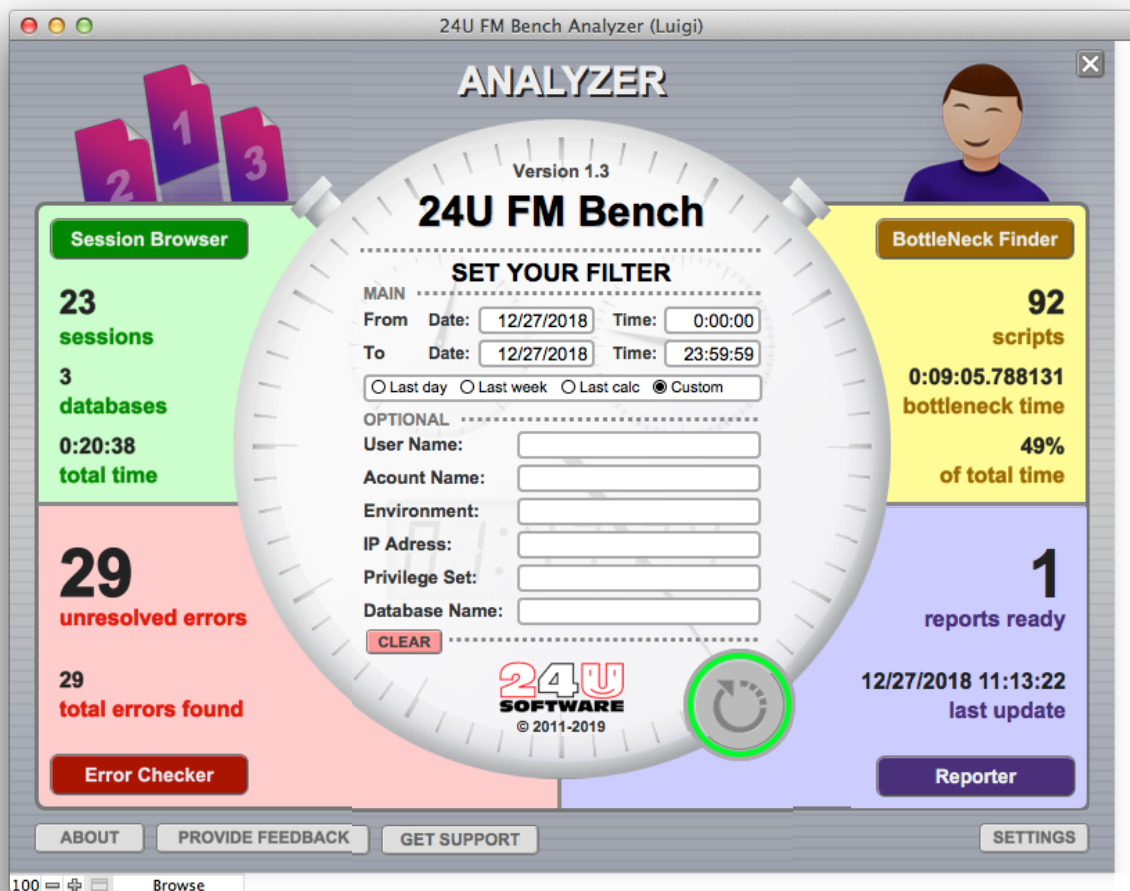 24U FM Bench Analyzer (Luigi)
ANALYZER
2
1
3
Version 1.3
24U FM Bench
SET YOUR FILTER
MAIN
From Date: 12/27/2018 Time: 0:00:00
To Date: 12/27/2018 Time: 23:59:59
Last day Last week Last calc Custom
OPTIONAL
User Name:
Acount Name:
Environment:
IP Adress:
Privilege Set:
Database Name:
CLEAR
24U
SOFTWARE
© 2011-2019
Session Browser
23
sessions
3
databases
0:20:38
total time
BottleNeck Finder
92
scripts
0:09:05.788131
bottleneck time
49%
of total time
29
unresolved errors
29
total errors found
Error Checker
1
reports ready
12/27/2018 11:13:22
last update
Reporter
ABOUT PROVIDE FEEDBACK GET SUPPORT SETTINGS
100 Browse